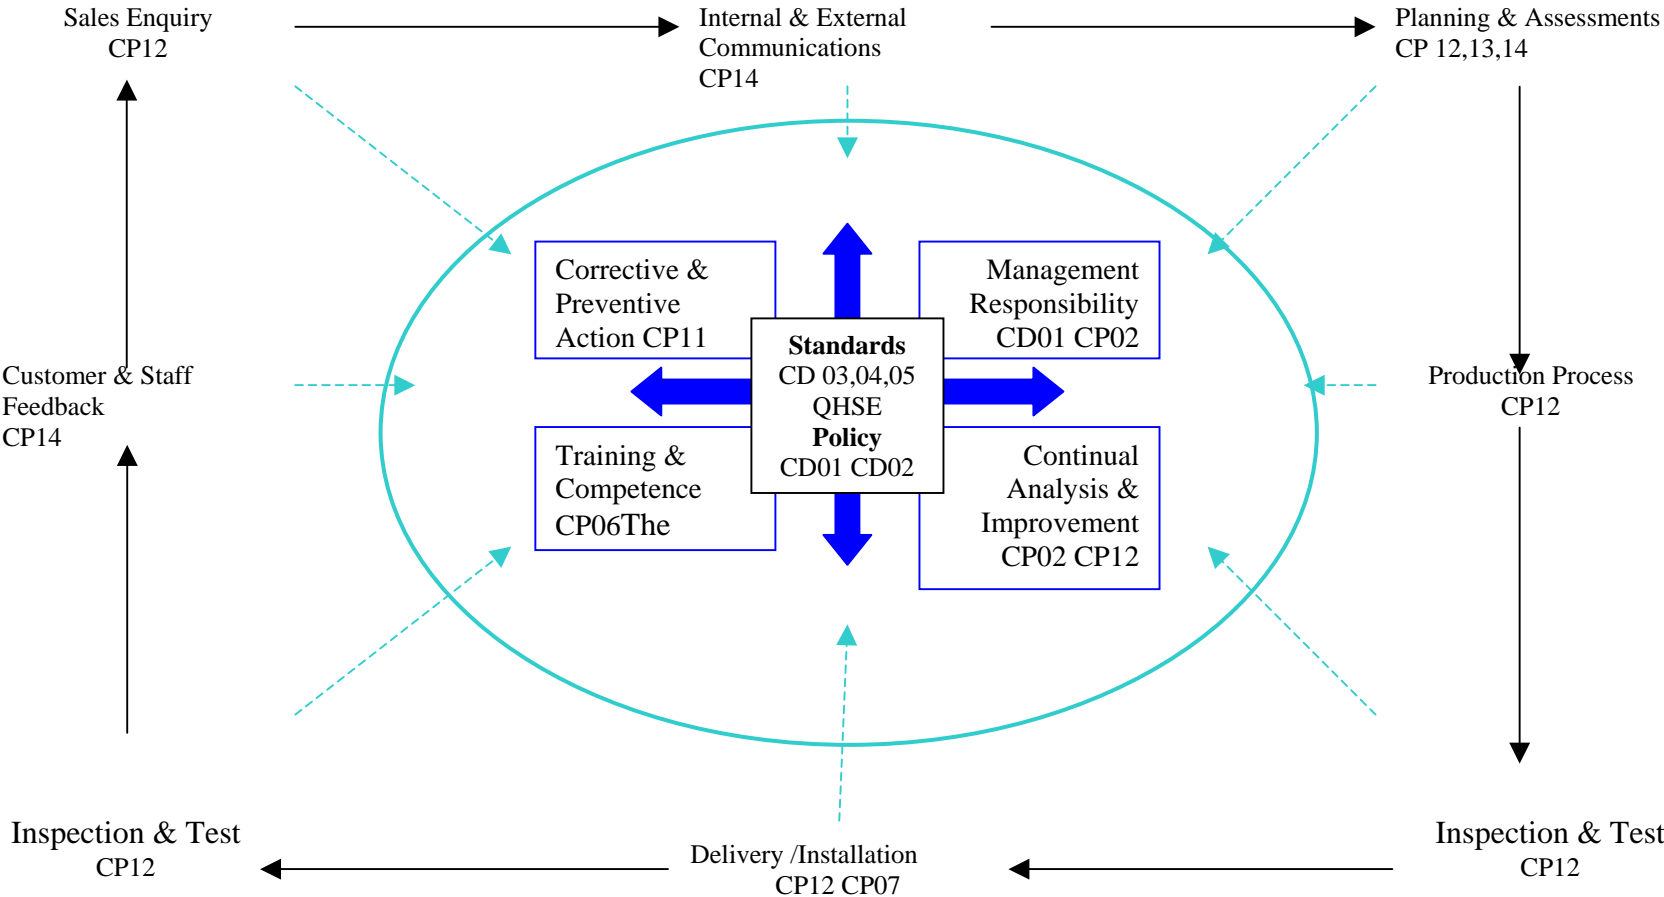 Sales Enquiry
CP12
Internal & External
Communications
CP14
Planning & Assessments
CP 12,13,14
Corrective &
Preventive
Action CP11
Management
Responsibility
CD01 CP02
Standards
CD 03,04,05
QHSE
Policy
CD01 CD02
Customer & Staff
Feedback
CP14
Production Process
CP12
Training &
Competence
CP06The
Continual
Analysis &
Improvement
CP02 CP12
Inspection & Test
CP12
Delivery /Installation
CP12 CP07
Inspection & Test
CP12